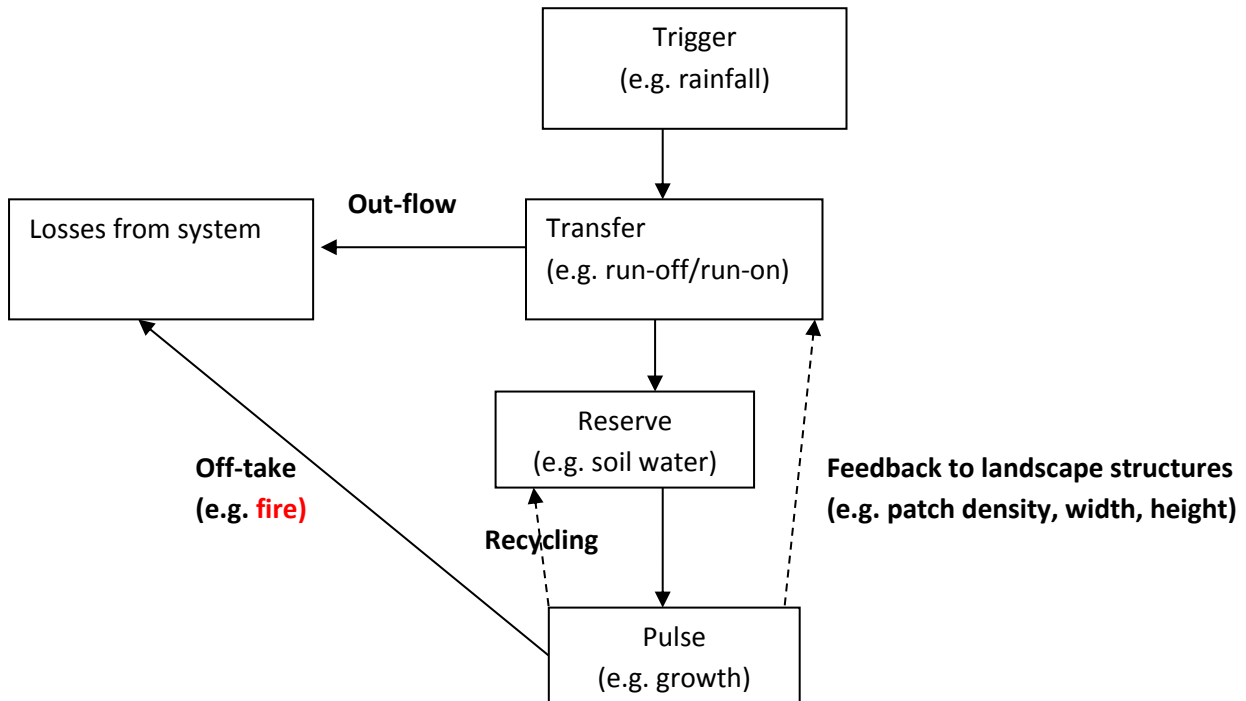 Trigger
(e.g. rainfall)
Out-flow
Losses from system
Transfer
(e.g. run-off/run-on)
Reserve
(e.g. soil water)
Off-take
(e.g. fire)
Feedback to landscape structures
(e.g. patch density, width, height)
Recycling
Pulse
(e.g. growth)